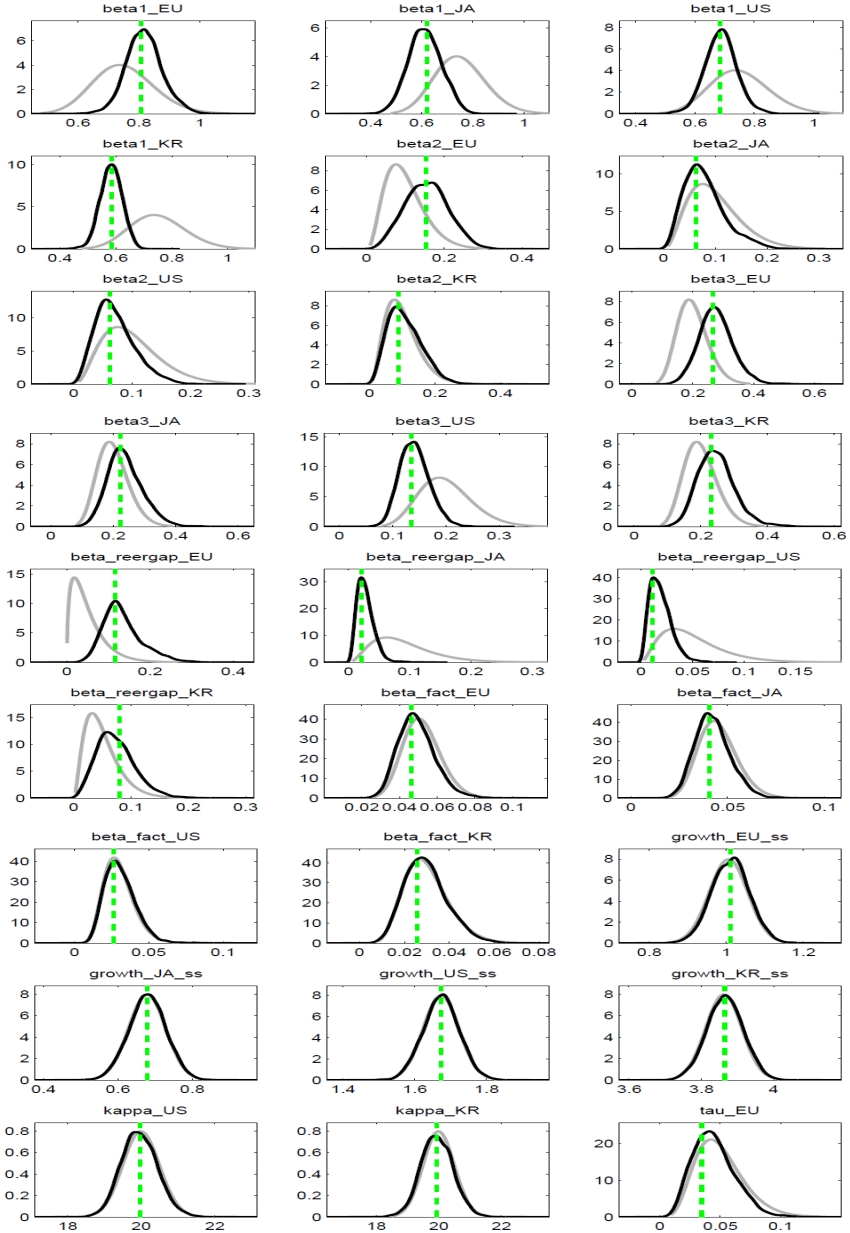 beta1_EU beta1_JA beta1_US
6 4 2 0
6 4 2 0
8 6 4 2 0
0.6 0.8 1
0.4 0.6 0.8 1
0.4 0.6 0.8 1
beta1_KR beta2_EU beta2_JA
10 5 0
8 6 4 2 0
10 5 0
0.4 0.6 0.8 1
0 0.2 0.4
0 0.1 0.2 0.3
beta2_US beta2_KR beta3_EU
10 5 0
8 6 4 2 0
8 6 4 2 0
0 0.1 0.2 0.3
0 0.2 0.4
0 0.2 0.4 0.6
beta3_JA beta3_US beta3_KR
8 6 4 2 0
15 10 5 0
8 6 4 2 0
0 0.2 0.4 0.6
0 0.1 0.2 0.3
0 0.2 0.4 0.6
beta_reergap_EU beta_reergap_JA beta_reergap_US
15 10 5 0
30 20 10 0
40 30 20 10 0
0 0.2 0.4
0 0.1 0.2 0.3
0 0.05 0.1 0.15
beta_reergap_KR beta_fact_EU beta_fact_JA
15 10 5 0
40 30 20 10 0
40 30 20 10 0
0 0.1 0.2 0.3
0.02 0.04 0.06 0.08 0.1
0 0.05 0.1
beta_fact_US beta_fact_KR growth_EU_ss
40 30 20 10 0
40 30 20 10 0
8 6 4 2 0
0 0.05 0.1
0 0.02 0.04 0.06 0.08
0.8 1 1.2
growth_JA_ss growth_US_ss growth_KR_ss
8 6 4 2 0
8 6 4 2 0
8 6 4 2 0
0.4 0.6 0.8
1.4 1.6 1.8
3.6 3.8 4
kappa_US kappa_KR tau_EU
0.8 0.6 0.4 0.2 0
0.8 0.6 0.4 0.2 0
20 10 0
18 20 22
18 20 22
0 0.05 0.1